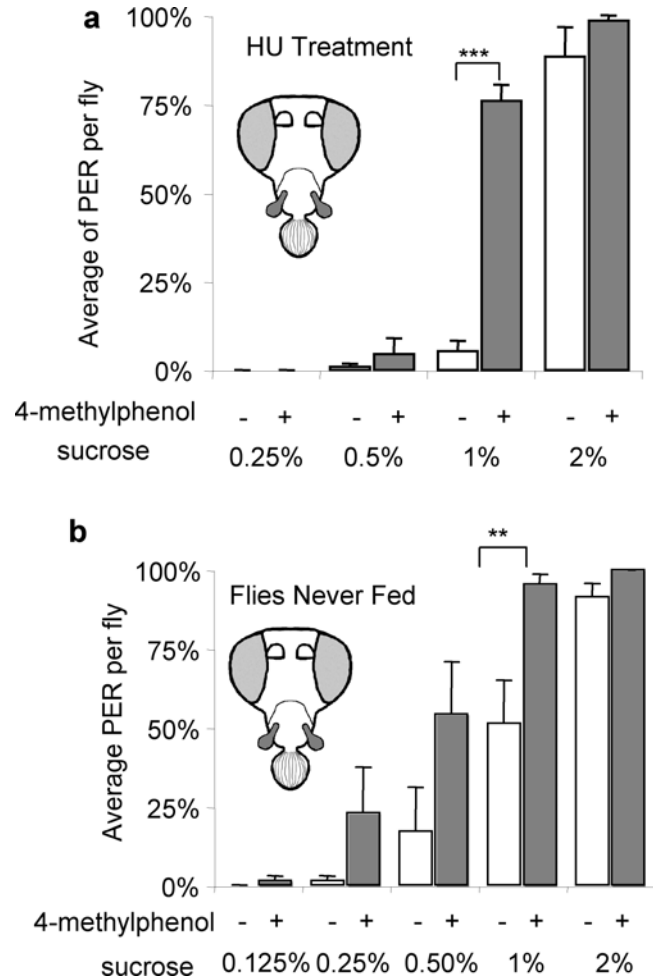 a
HU Treatment
***
100%
75%
50%
25%
0%
Average of PER per fly
4-methylphenol - + - + - + - +
sucrose 0.25% 0.5% 1% 2%
b
Flies Never Fed
**
100%
75%
50%
25%
0%
Average PER per fly
4-methylphenol - + - + - + - + - +
sucrose 0.125% 0.25% 0.50% 1% 2%